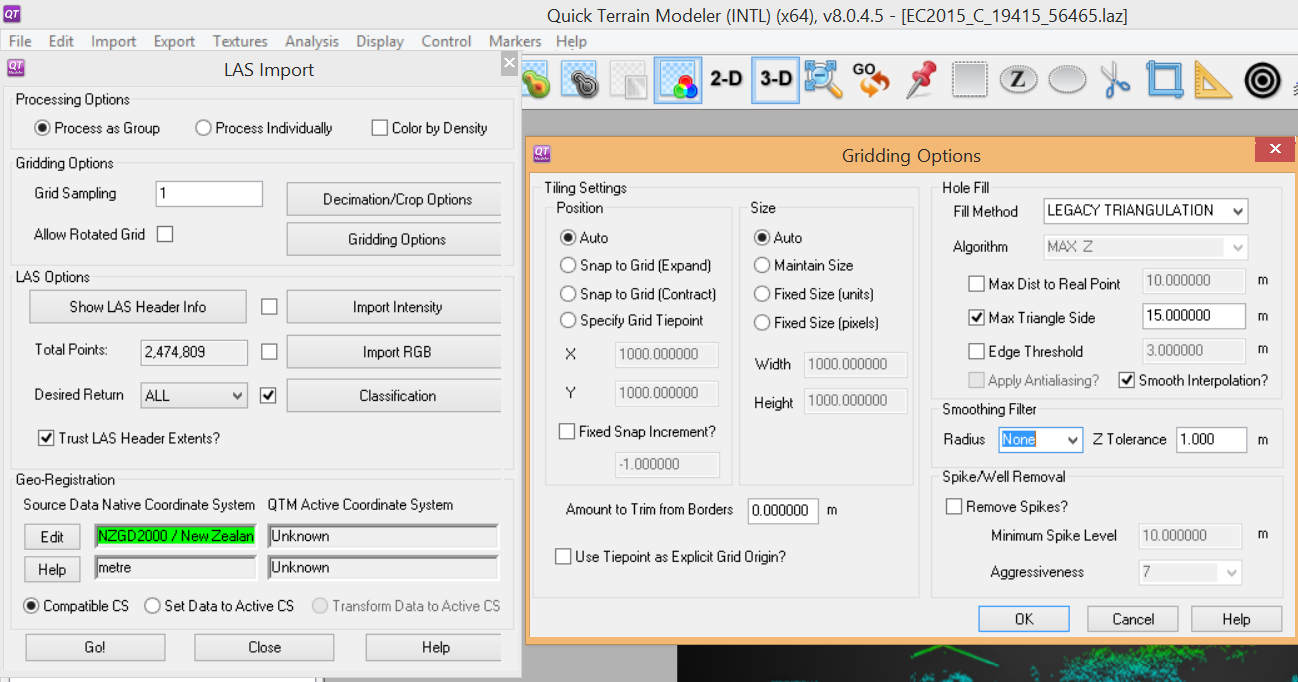 QT Quick Terrain Modeler (INTL) (x64), v8.0.4.5 - [EC2015_C_19415_56465.laz]
File Edit Import Export Textures Analysis Display Control Markers Help
QT Modeler LAS Import
2-D 3-D GO Z
Processing Options
Process as Group Process Individually Color by Density
Gridding Options
Grid Sampling 1 Decimation/Crop Options
Allow Rotated Grid Gridding Options
LAS Options
Show LAS Header Info Import Intensity
Total Points: 2,474,809 Import RGB
Desired Return ALL Classification
Trust LAS Header Extents?
Geo-Registration
Source Data Native Coordinate System QTM Active Coordinate System
Edit NZGD2000 / New Zealan Unknown
Help metre Unknown
Compatible CS Set Data to Active CS Transform Data to Active CS
Go! Close Help
QT Modeler Gridding Options
Tiling Settings
Position
Auto
Snap to Grid (Expand)
Snap to Grid (Contract)
Specify Grid Tiepoint
X 1000.000000
Y 1000.000000
Fixed Snap Increment?
-1.000000
Size
Auto
Maintain Size
Fixed Size (units)
Fixed Size (pixels)
Width 1000.000000
Height 1000.000000
Amount to Trim from Borders 0.000000 m
Use Tiepoint as Explicit Grid Origin?
Hole Fill
Fill Method LEGACY TRIANGULATION
Algorithm MAX Z
Max Dist to Real Point 10.000000 m
Max Triangle Side 15.000000 m
Edge Threshold 3.000000 m
Apply Antialiasing? Smooth Interpolation?
Smoothing Filter
Radius None Z Tolerance 1.000 m
Spike/Well Removal
Remove Spikes?
Minimum Spike Level 10.000000 m
Aggressiveness 7
OK Cancel Help